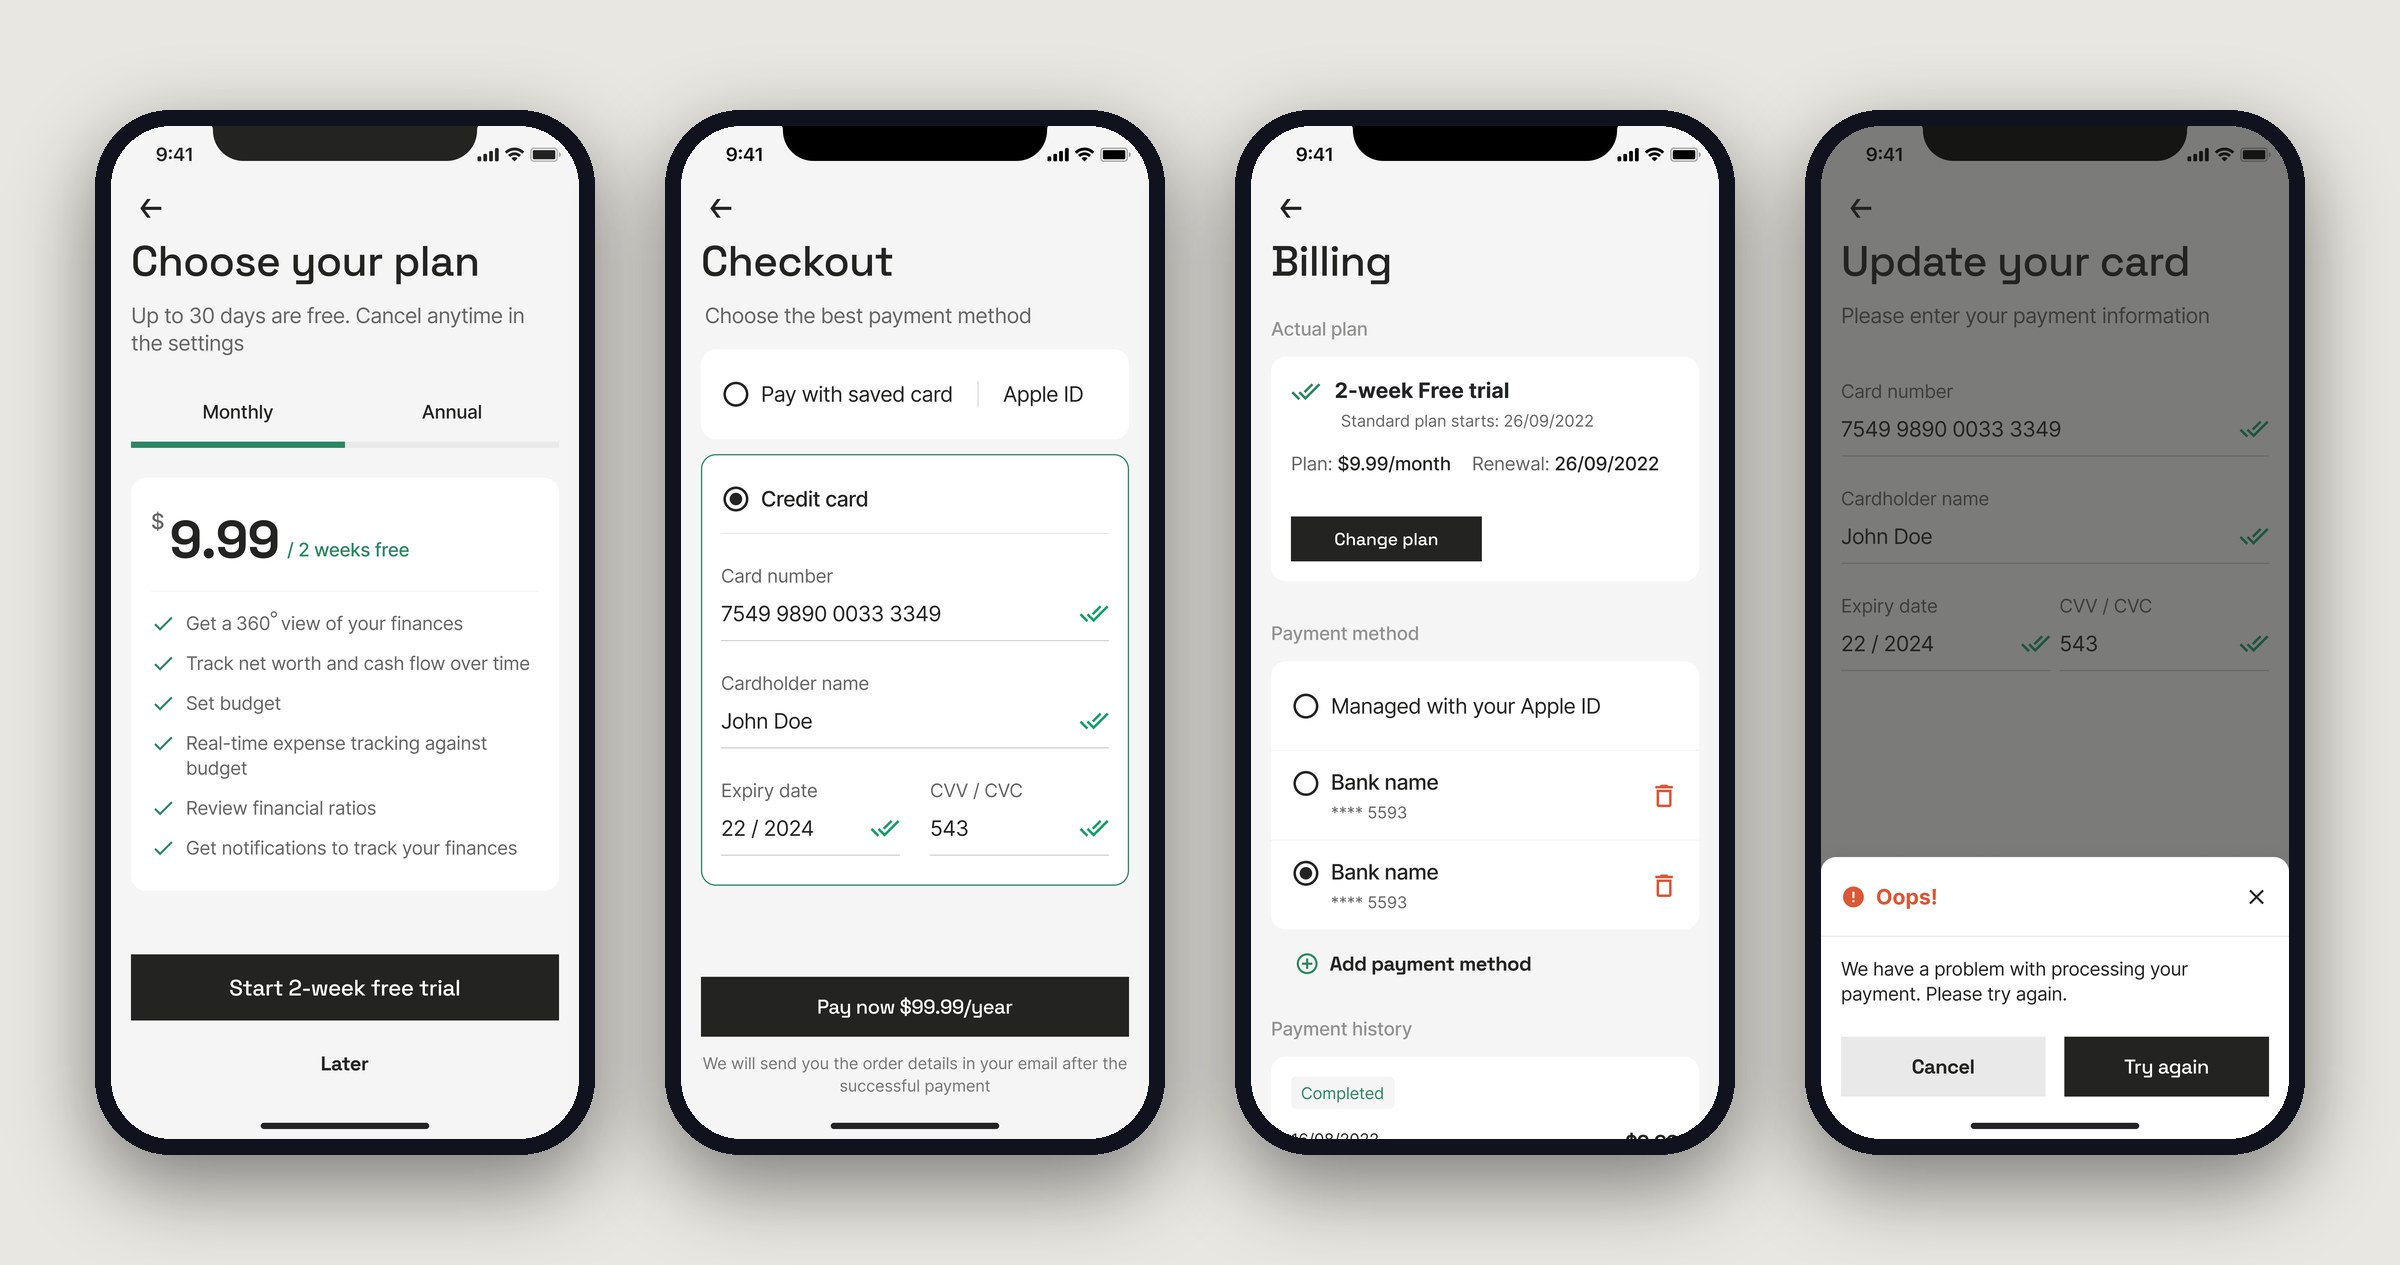 9:41
Choose your plan
Up to 30 days are free. Cancel anytime in
the settings
Monthly
Annual
$ 9.99 / 2 weeks free
Get a 360° view of your finances
Track net worth and cash flow over time
Set budget
Real-time expense tracking against
budget
Review financial ratios
Get notifications to track your finances
Start 2-week free trial
Later
9:41
Checkout
Choose the best payment method
Pay with saved card
Apple ID
Credit card
Card number
7549 9890 0033 3349
Cardholder name
John Doe
Expiry date
CVV / CVC
22 / 2024
543
Pay now $99.99/year
We will send you the order details in your email after the
successful payment
9:41
Billing
Actual plan
2-week Free trial
Standard plan starts: 26/09/2022
Plan: $9.99/month Renewal: 26/09/2022
Change plan
Payment method
Managed with your Apple ID
Bank name
**** 5593
Bank name
**** 5593
Add payment method
Payment history
Completed
16/08/2022
9:41
Update your card
Please enter your payment information
Card number
7549 9890 0033 3349
Cardholder name
John Doe
Expiry date
CVV / CVC
22 / 2024
543
Oops!
We have a problem with processing your
payment. Please try again.
Cancel
Try again